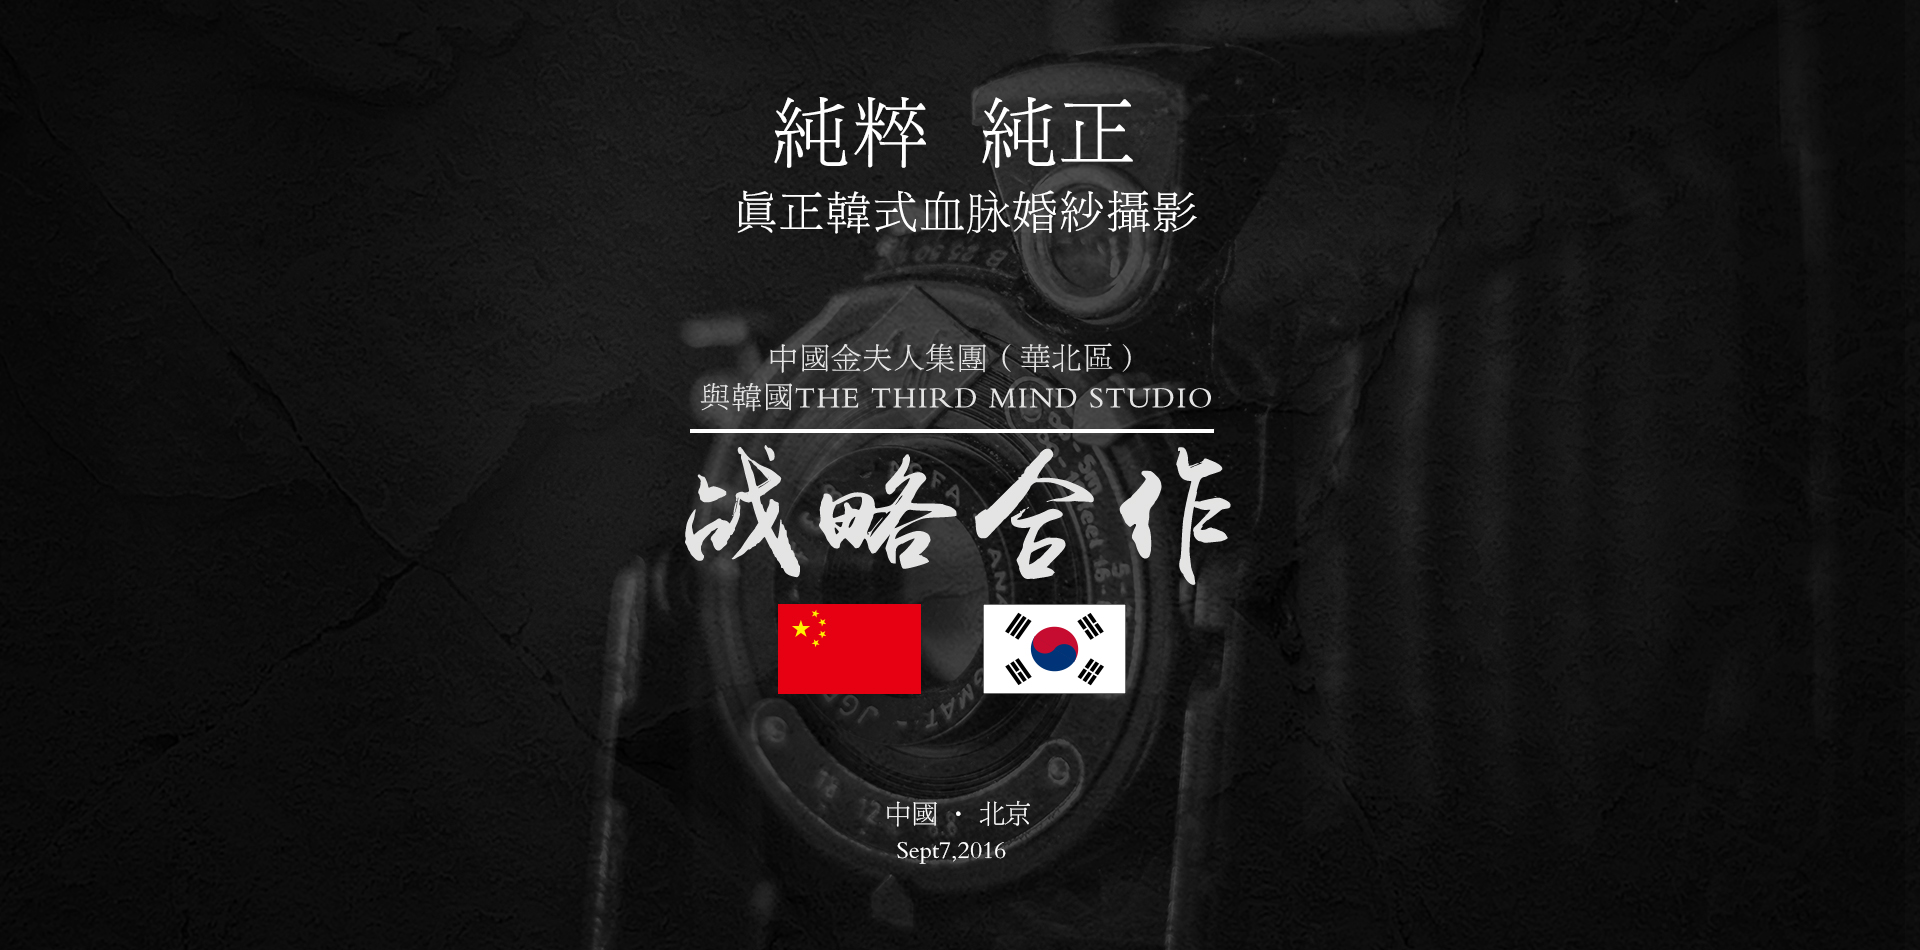 純粹 純正
眞正韓式血脉婚紗攝影
中國金夫人集團（華北區）
與韓國THE THIRD MIND STUDIO
战略合作
中國 · 北京
Sept7,2016